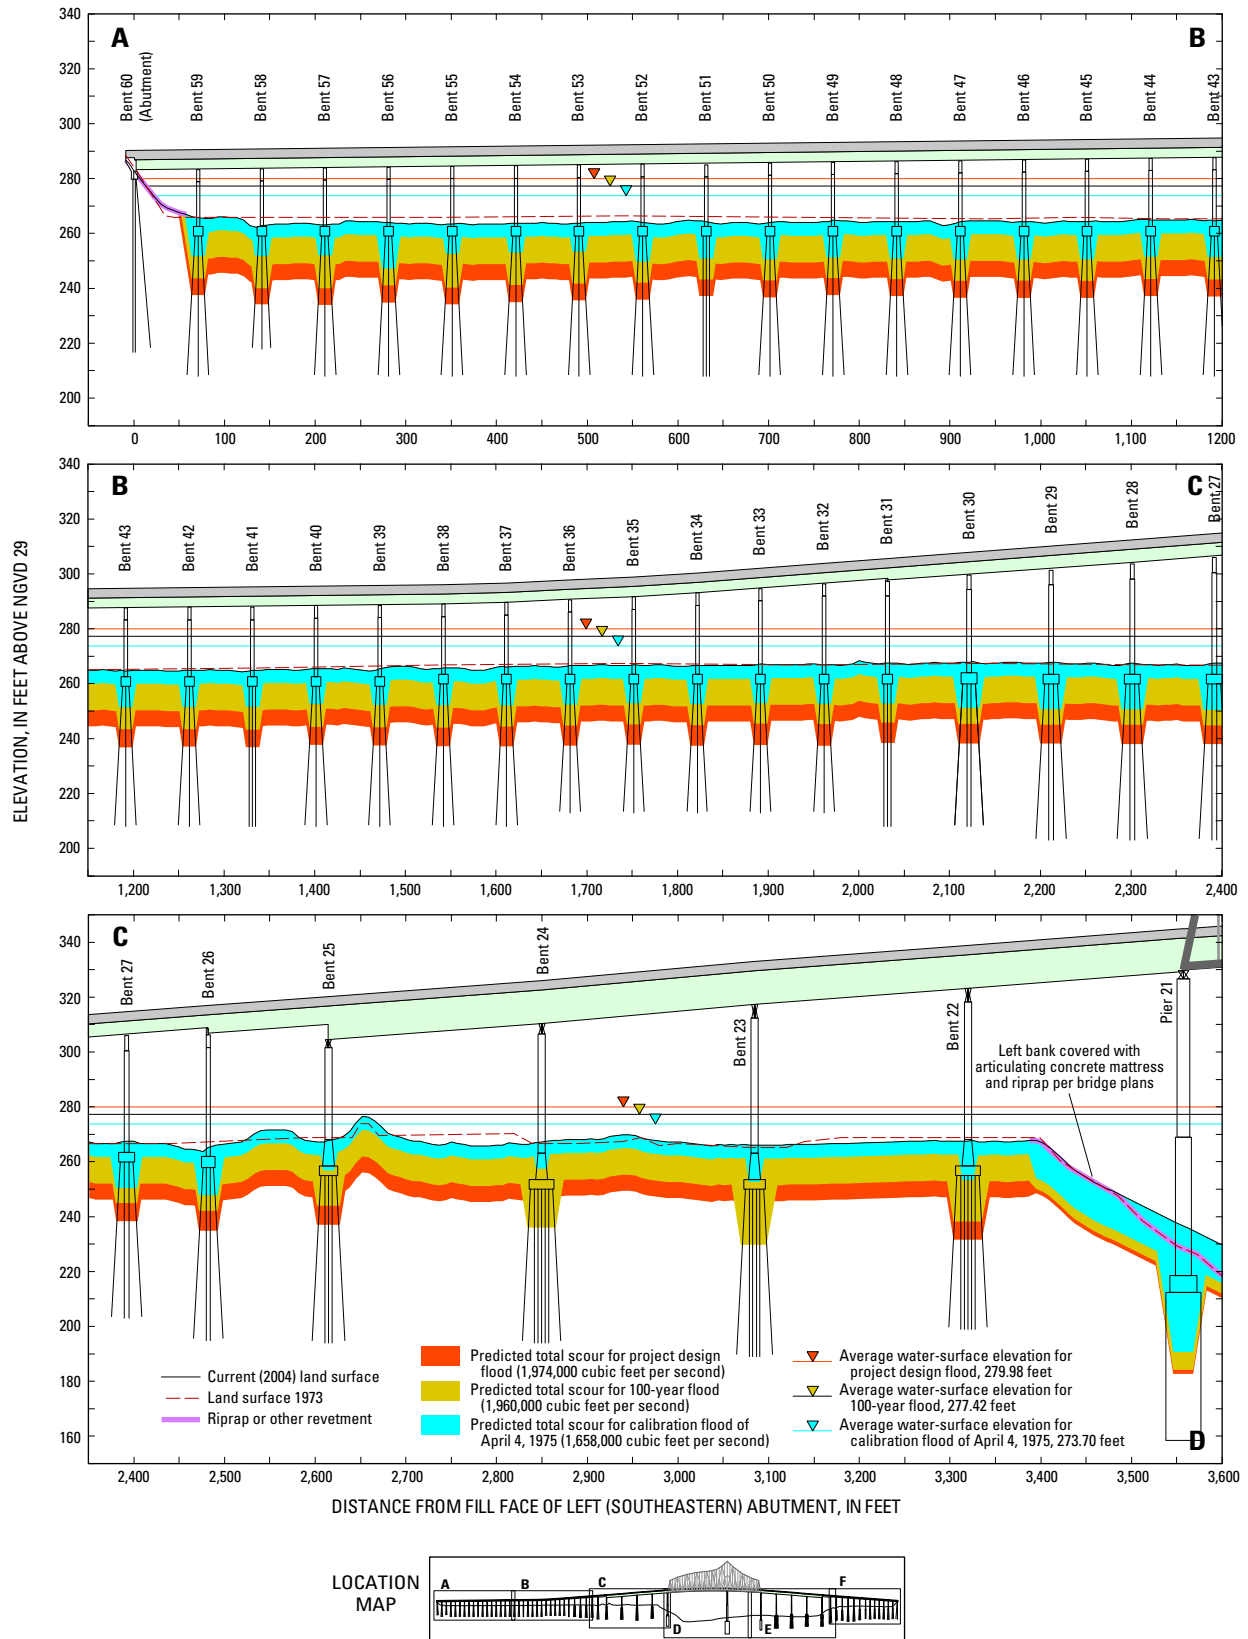 ELEVATION, IN FEET ABOVE NGVD 29
340
320
300
280
260
240
220
200
A
B
Bent 60
(Abutment)
Bent 59
Bent 58
Bent 57
Bent 56
Bent 55
Bent 54
Bent 53
Bent 52
Bent 51
Bent 50
Bent 49
Bent 48
Bent 47
Bent 46
Bent 45
Bent 44
Bent 43
0
100
200
300
400
500
600
700
800
900
1,000
1,100
1200
340
320
300
280
260
240
220
200
B
C
Bent 43
Bent 42
Bent 41
Bent 40
Bent 39
Bent 38
Bent 37
Bent 36
Bent 35
Bent 34
Bent 33
Bent 32
Bent 31
Bent 30
Bent 29
Bent 28
Bent 27
1,200
1,300
1,400
1,500
1,600
1,700
1,800
1,900
2,000
2,100
2,200
2,300
2,400
340
320
300
280
260
240
220
200
180
160
C
D
Bent 27
Bent 26
Bent 25
Bent 24
Bent 23
Bent 22
Pier 21
Left bank covered with
articulating concrete mattress
and riprap per bridge plans
Current (2004) land surface
Land surface 1973
Riprap or other revetment
Predicted total scour for project design
flood (1,974,000 cubic feet per second)
Predicted total scour for 100-year flood
(1,960,000 cubic feet per second)
Predicted total scour for calibration flood of
April 4, 1975 (1,658,000 cubic feet per second)
Average water-surface elevation for
project design flood, 279.98 feet
Average water-surface elevation for
100-year flood, 277.42 feet
Average water-surface elevation for
calibration flood of April 4, 1975, 273.70 feet
2,400
2,500
2,600
2,700
2,800
2,900
3,000
3,100
3,200
3,300
3,400
3,500
3,600
DISTANCE FROM FILL FACE OF LEFT (SOUTHEASTERN) ABUTMENT, IN FEET
LOCATION
MAP
A
B
C
D
E
F